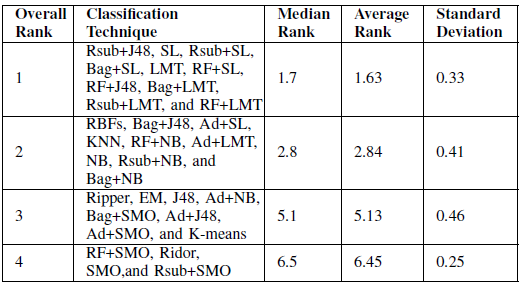 Overall Rank | Classification Technique | Median Rank | Average Rank | Standard Deviation
1 | Rsub+J48, SL, Rsub+SL,
Bag+SL, LMT, RF+SL,
RF+J48, Bag+LMT,
Rsub+LMT, and RF+LMT | 1.7 | 1.63 | 0.33
2 | RBFs, Bag+J48, Ad+SL,
KNN, RF+NB, Ad+LMT,
NB, Rsub+NB, and
Bag+NB | 2.8 | 2.84 | 0.41
3 | Ripper, EM, J48, Ad+NB,
Bag+SMO, Ad+J48,
Ad+SMO, and K-means | 5.1 | 5.13 | 0.46
4 | RF+SMO, Ridor,
SMO,and Rsub+SMO | 6.5 | 6.45 | 0.25